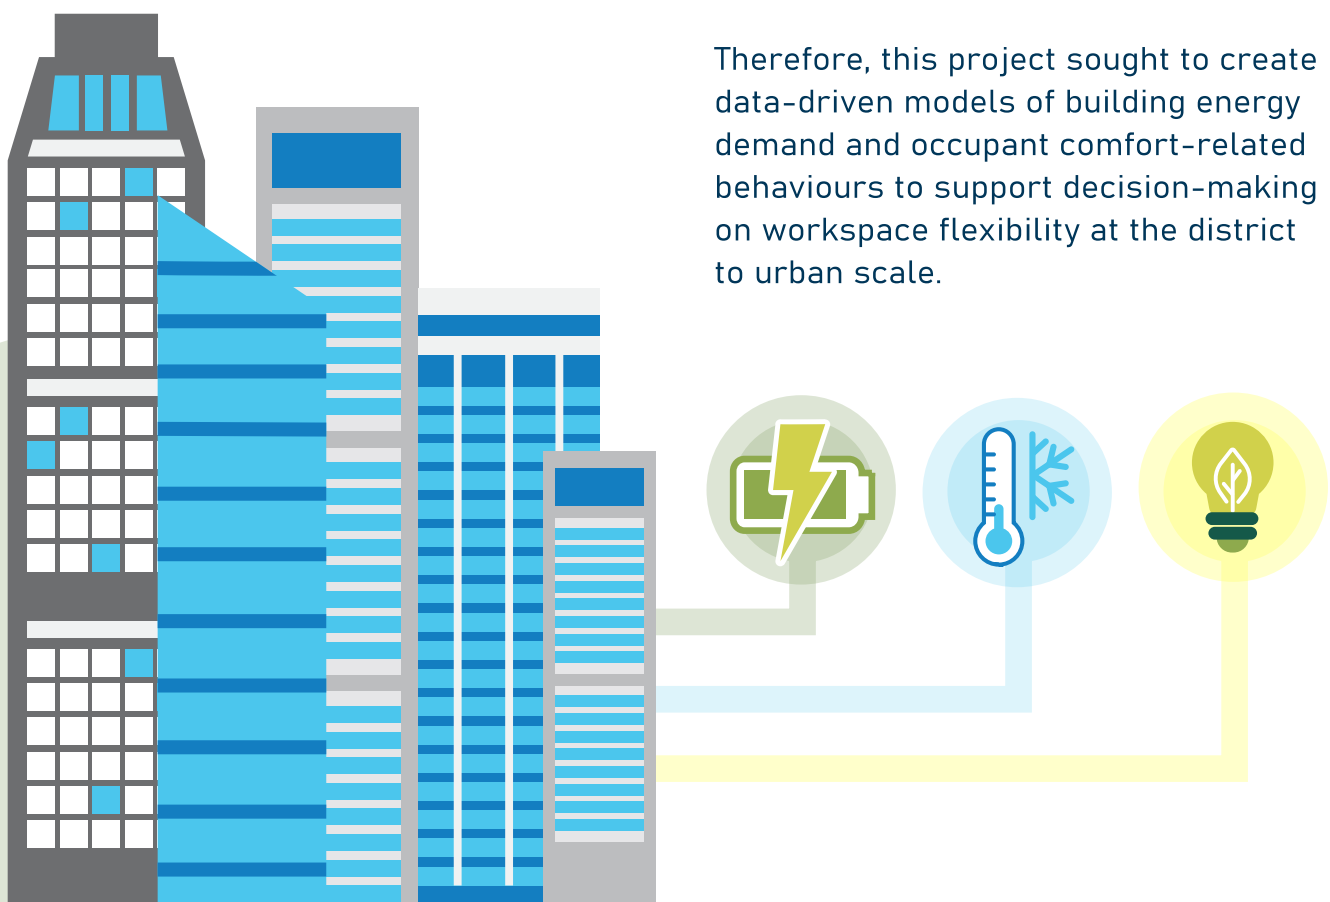 Therefore, this project sought to create
data-driven models of building energy
demand and occupant comfort-related
behaviours to support decision-making
on workspace flexibility at the district
to urban scale.